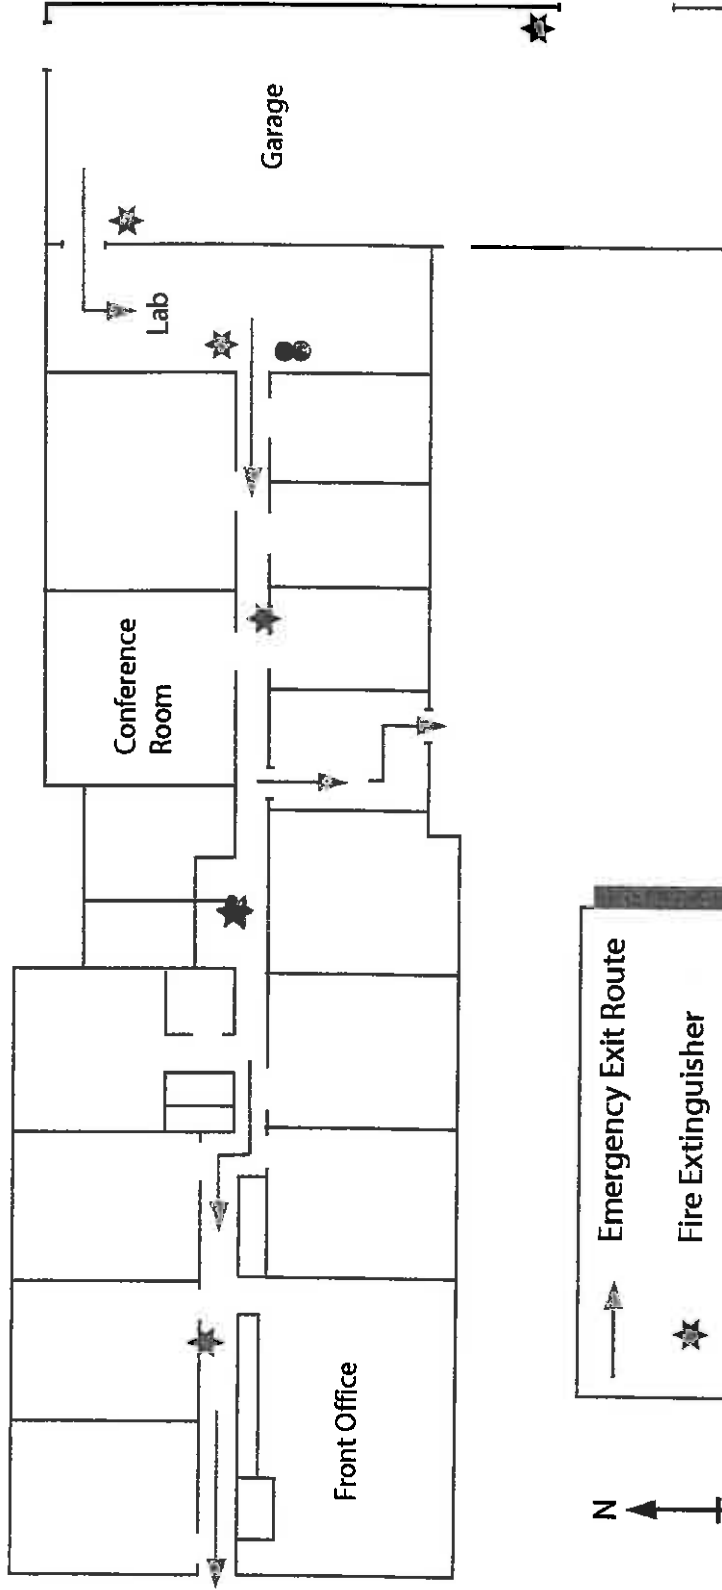 Garage
Lab
Conference
Room
Front Office
Emergency Exit Route
Fire Extinguisher
N